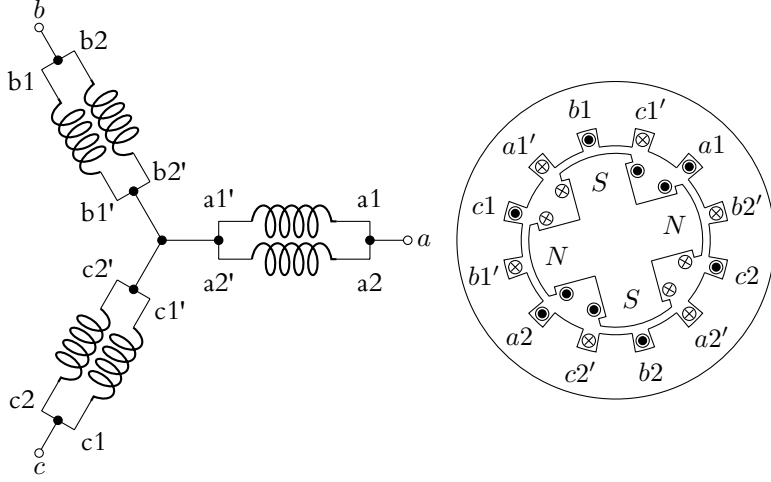 b
b2
b1
b2'
b1'
a1'
a1
a
a2'
a2
c2'
c1'
c2
c1
c
b1
c1′
a1′
a1
S
c1
b2′
N
N
b1′
c2
S
a2
a2′
c2′
b2